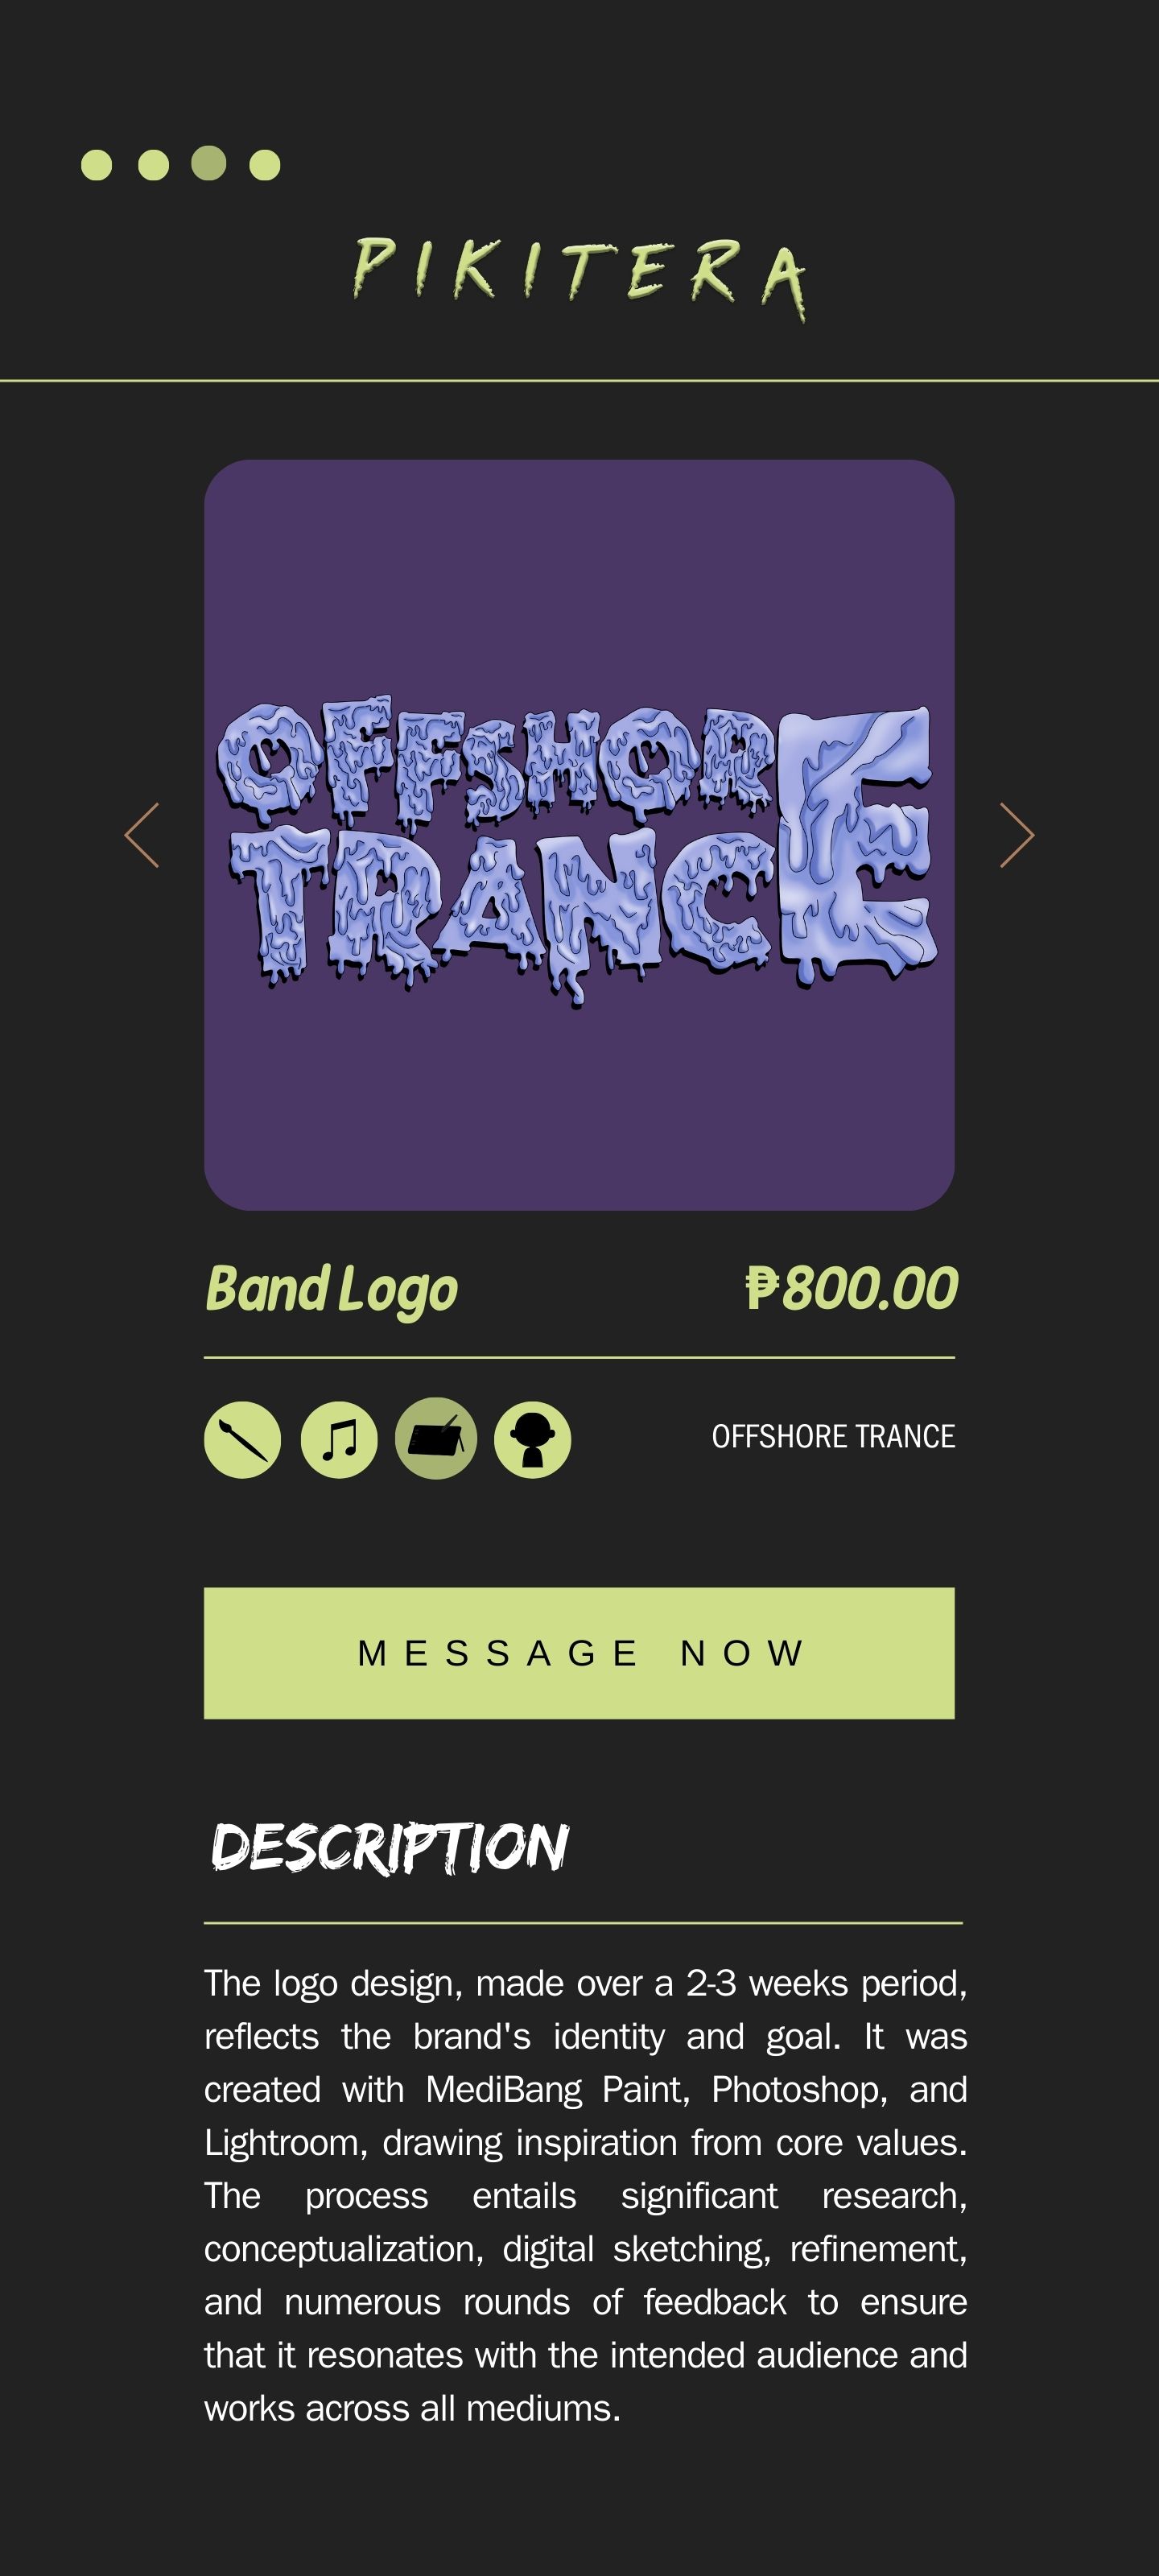 PIKITERA
OFFSHORE
TRANCE
Band Logo
₱800.00
OFFSHORE TRANCE
MESSAGE NOW
DESCRIPTION
The logo design, made over a 2-3 weeks period,
reflects the brand's identity and goal. It was
created with MediBang Paint, Photoshop, and
Lightroom, drawing inspiration from core values.
The process entails significant research,
conceptualization, digital sketching, refinement,
and numerous rounds of feedback to ensure
that it resonates with the intended audience and
works across all mediums.